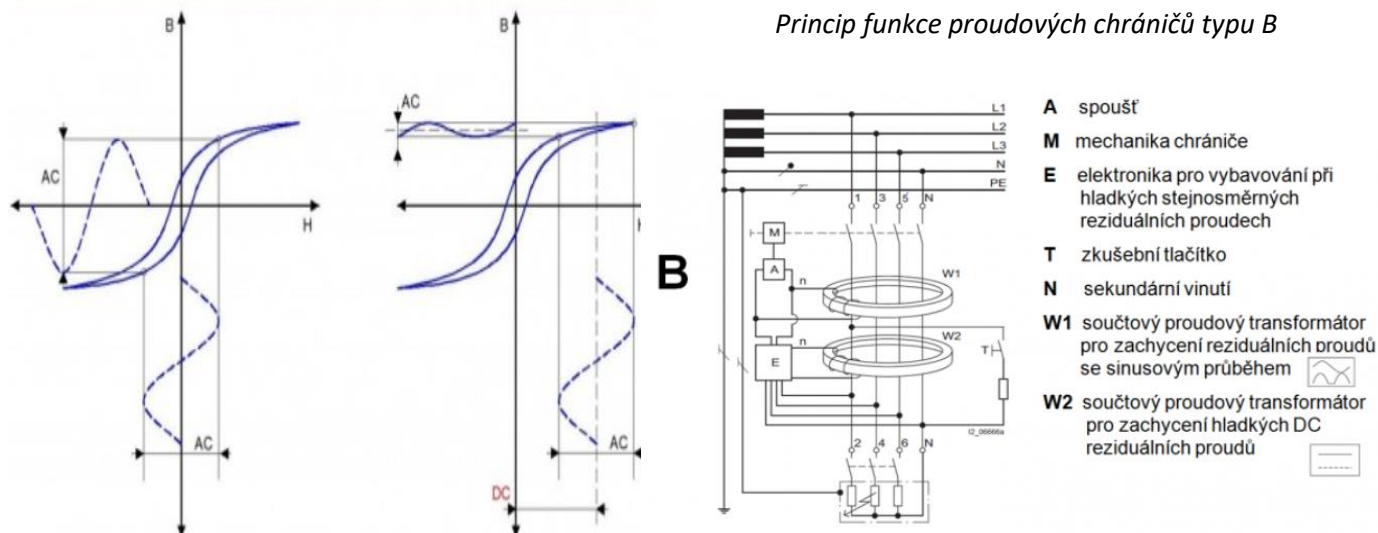 Princip funkce proudových chráničů typu B
B
AC
H
AC
B
AC
AC
DC
B
L1
L2
L3
N
PE
1 3 5 N
M
A
n
W1
n
W2
E
T
I2_06666a
2 4 6 N
A spoušť
M mechanika chrániče
E elektronika pro vybavování při
hladkých stejnosměrných
reziduálních proudech
T zkušební tlačítko
N sekundární vinutí
W1 součtový proudový transformátor
pro zachycení reziduálních proudů
se sinusovým průběhem
W2 součtový proudový transformátor
pro zachycení hladkých DC
reziduálních proudů